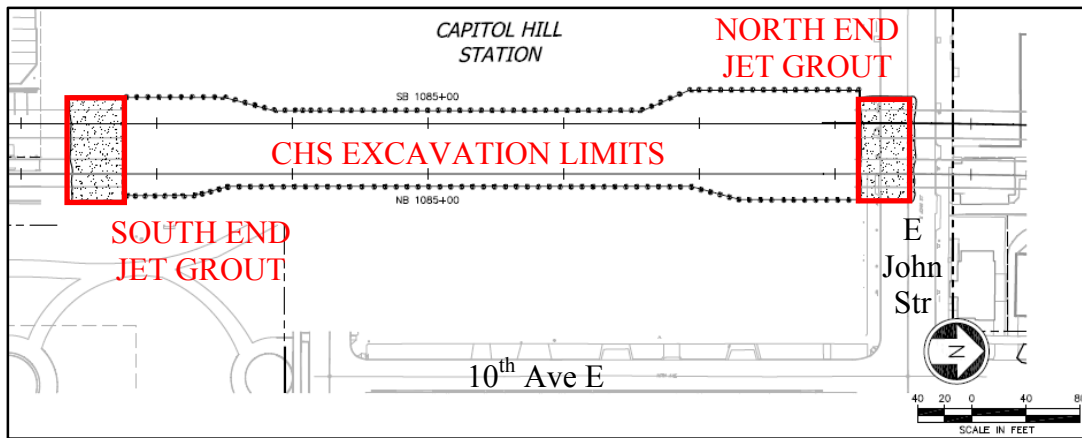 CAPITOL HILL
STATION
NORTH END
JET GROUT
SB 1085+00
CHS EXCAVATION LIMITS
NB 1085+00
SOUTH END
JET GROUT
E
John
Str
N
10th Ave E
40 20 0 40 80
SCALE IN FEET